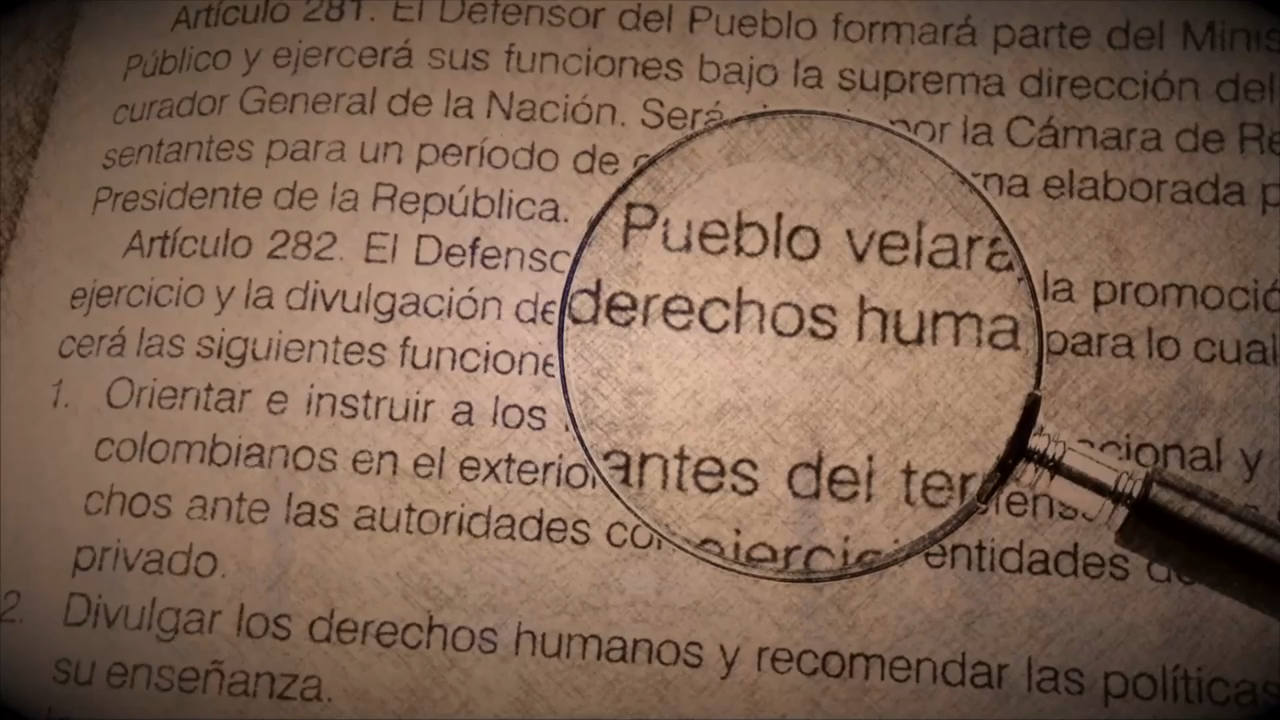 Artículo 281. El Defensor del Pueblo formará parte del Minis
Público y ejercerá sus funciones bajo la suprema dirección del
curador General de la Nación. Será por la Cámara de Re
sentantes para un período de rna elaborada p
Presidente de la República.
Pueblo velará
Artículo 282. El Defenso la promoció
ejercicio y la divulgación de derechos huma para lo cual
cerá las siguientes funcione
1. Orientar e instruir a los cional y
colombianos en el exterior antes del ter fens
chos ante las autoridades co ejercici entidades de
privado.
2. Divulgar los derechos humanos y recomendar las políticas
su enseñanza.